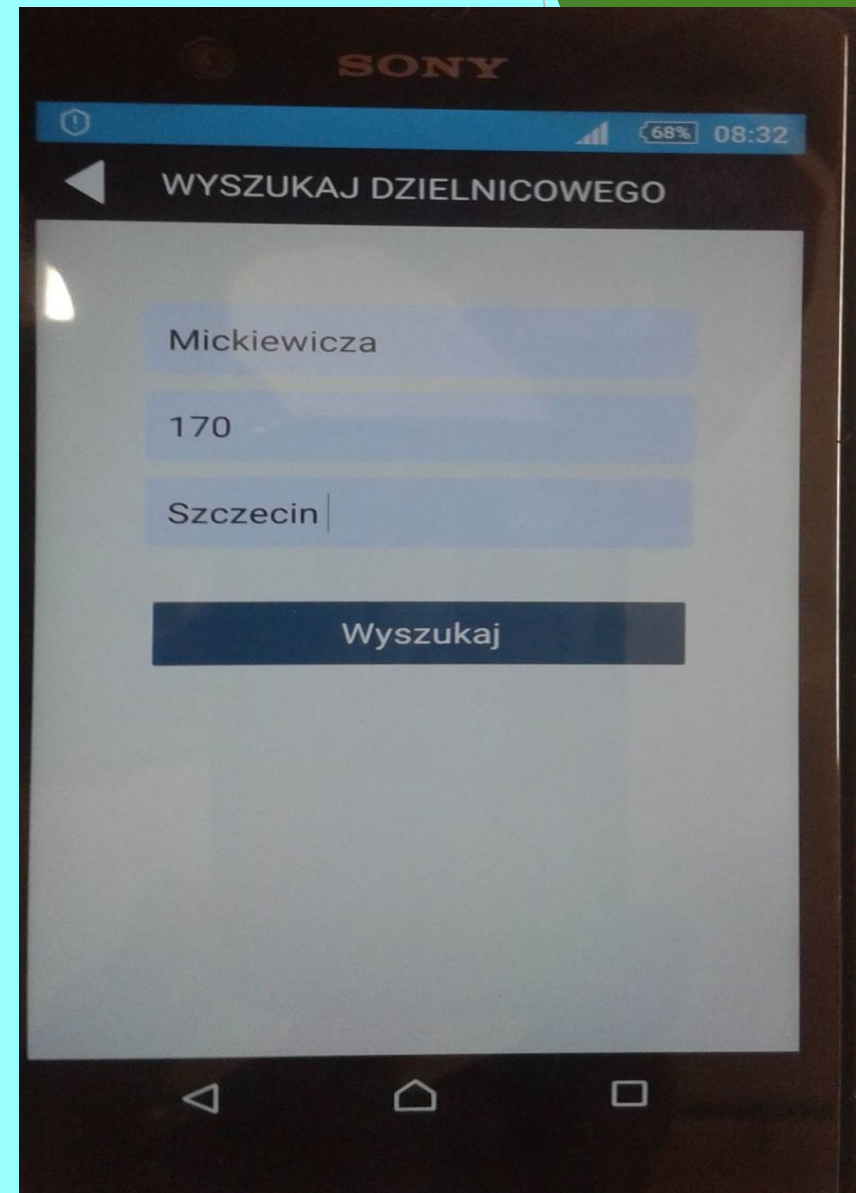 SONY
68% 08:32
WYSZUKAJ DZIELNICOWEGO
Mickiewicza
170
Szczecin
Wyszukaj